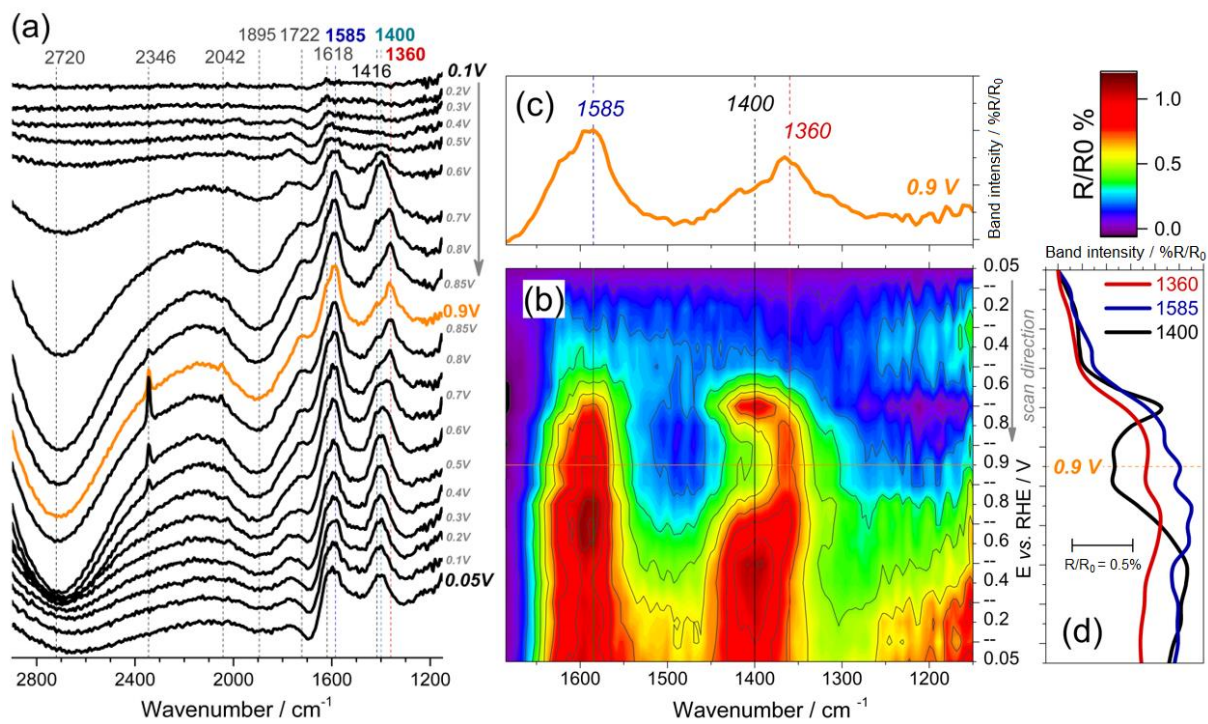 (a)
1895 1722 1585 1400
2720 2346 2042 1618 1360
1416 0.1V
0.2V
0.3V
0.4V
0.5V
0.6V
0.7V
0.8V
0.85V
0.9V
0.85V
0.8V
0.7V
0.6V
0.5V
0.4V
0.3V
0.2V
0.1V
0.05V
2800 2400 2000 1600 1200
Wavenumber / cm⁻¹
(c)
1585
1400
1360
0.9 V
Band intensity / %R/R₀
R/R0 %
1.0
0.5
0.0
(b)
0.05
--
0.2
--
0.4
--
0.6
--
0.8
--
0.9
--
0.8
--
0.6
--
0.4
--
0.2
--
0.05
scan direction
E vs. RHE / V
1600 1500 1400 1300 1200
Wavenumber / cm⁻¹
Band intensity / %R/R₀
1360
1585
1400
0.9 V
R/R₀ = 0.5%
(d)